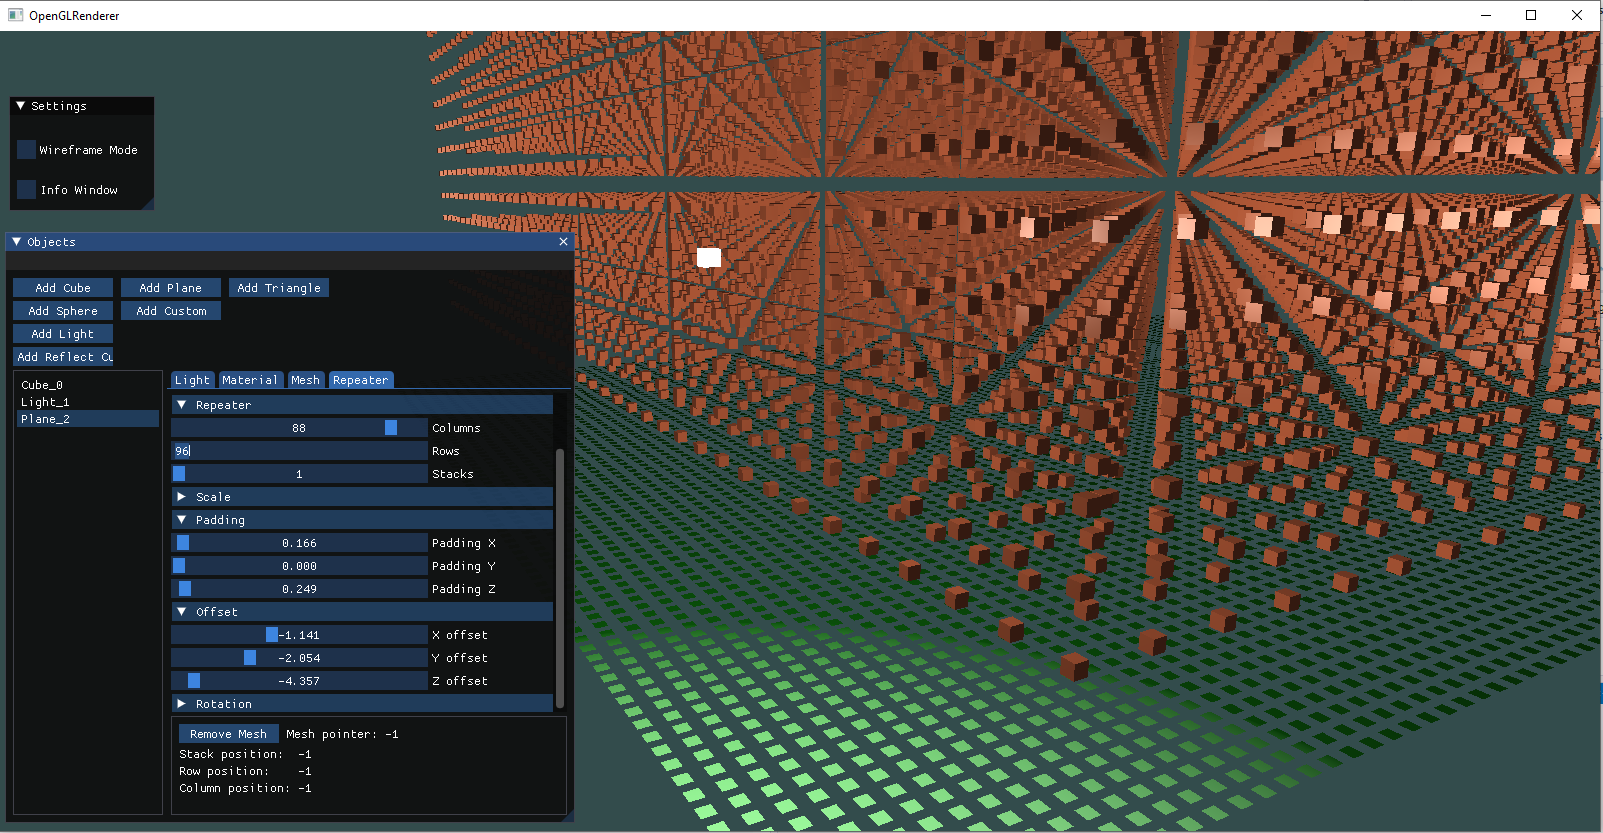 OpenGLRenderer
Settings
Wireframe Mode
Info Window
Objects
Add Cube Add Plane Add Triangle
Add Sphere Add Custom
Add Light
Add Reflect Cu
Cube_0
Light_1
Plane_2
Light Material Mesh Repeater
Repeater
88 Columns
96 Rows
1 Stacks
Scale
Padding
0.166 Padding X
0.000 Padding Y
0.249 Padding Z
Offset
-1.141 X offset
-2.054 Y offset
-4.357 Z offset
Rotation
Remove Mesh Mesh pointer: -1
Stack position: -1
Row position: -1
Column position: -1